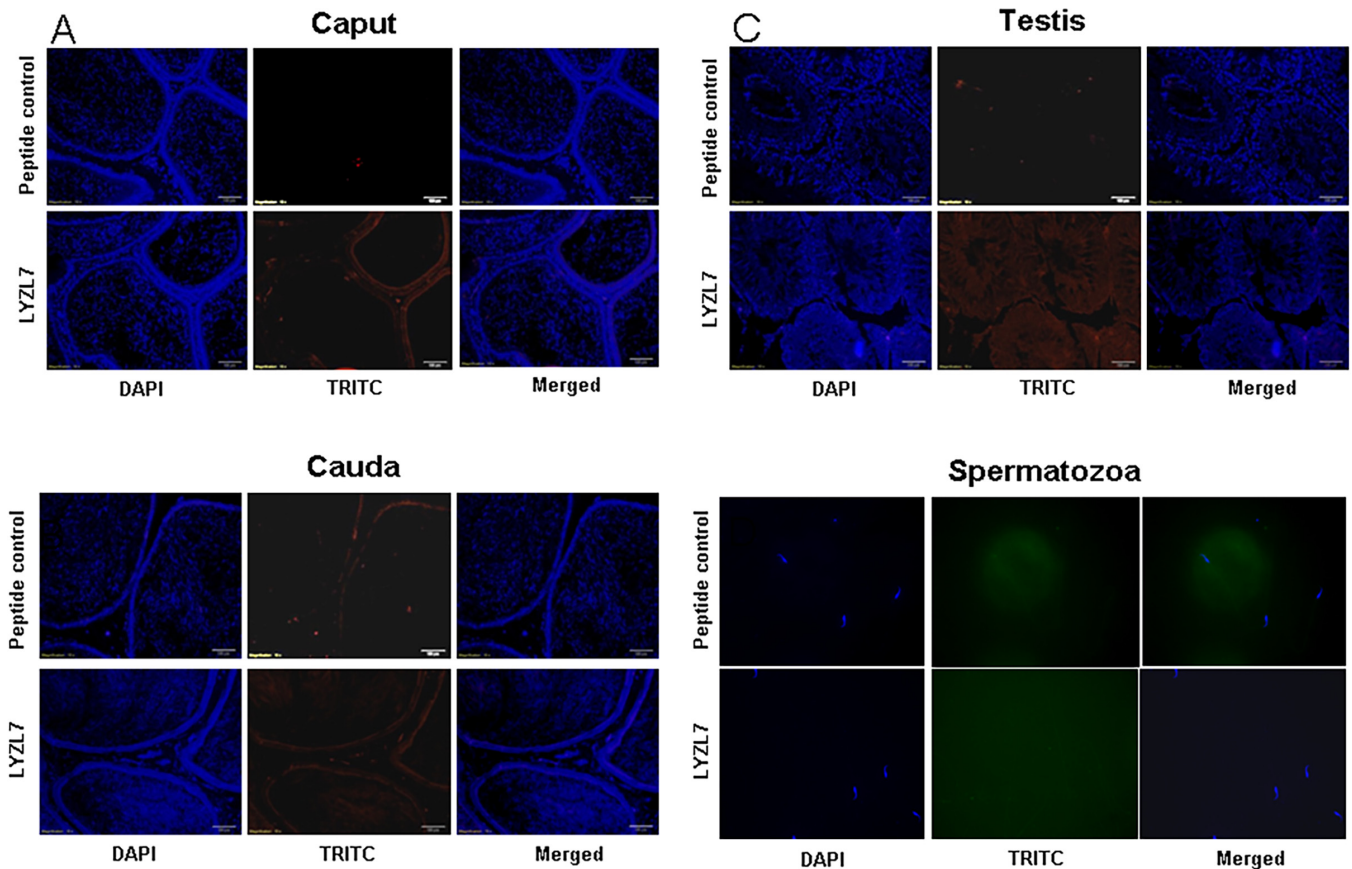 A
Caput
Peptide control
LYZL7
DAPI
TRITC
Merged
C
Testis
Peptide control
LYZL7
DAPI
TRITC
Merged
Cauda
Peptide control
LYZL7
DAPI
TRITC
Merged
Spermatozoa
Peptide control
LYZL7
DAPI
TRITC
Merged